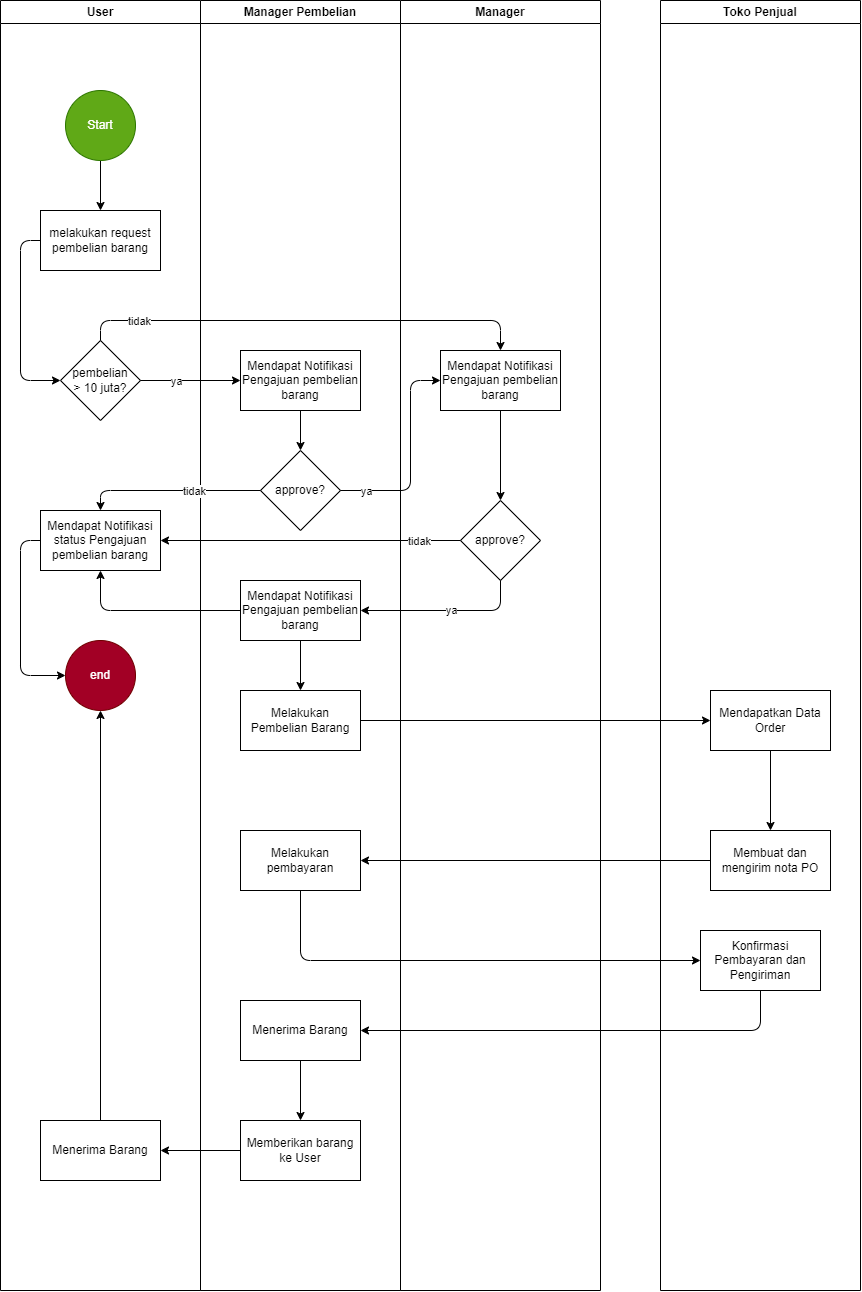 User
Manager Pembelian
Manager
Toko Penjual
Start
melakukan request
pembelian barang
tidak
pembelian
> 10 juta?
ya
Mendapat Notifikasi
Pengajuan pembelian
barang
Mendapat Notifikasi
Pengajuan pembelian
barang
approve?
tidak
ya
Mendapat Notifikasi
status Pengajuan
pembelian barang
approve?
tidak
ya
Mendapat Notifikasi
Pengajuan pembelian
barang
end
Melakukan
Pembelian Barang
Mendapatkan Data
Order
Melakukan
pembayaran
Membuat dan
mengirim nota PO
Konfirmasi
Pembayaran dan
Pengiriman
Menerima Barang
Menerima Barang
Memberikan barang
ke User